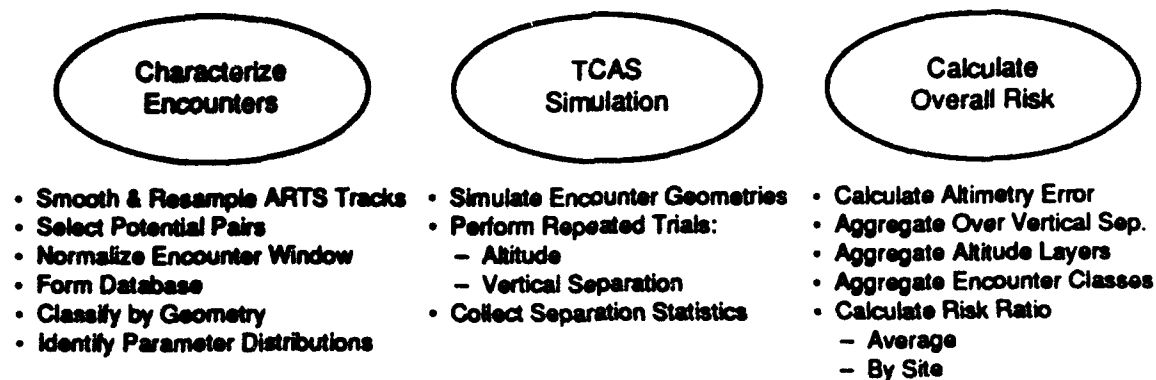 Characterize
Encounters
• Smooth & Resample ARTS Tracks
• Select Potential Pairs
• Normalize Encounter Window
• Form Database
• Classify by Geometry
• Identify Parameter Distributions
TCAS
Simulation
• Simulate Encounter Geometries
• Perform Repeated Trials:
– Altitude
– Vertical Separation
• Collect Separation Statistics
Calculate
Overall Risk
• Calculate Altimetry Error
• Aggregate Over Vertical Sep.
• Aggregate Altitude Layers
• Aggregate Encounter Classes
• Calculate Risk Ratio
– Average
– By Site